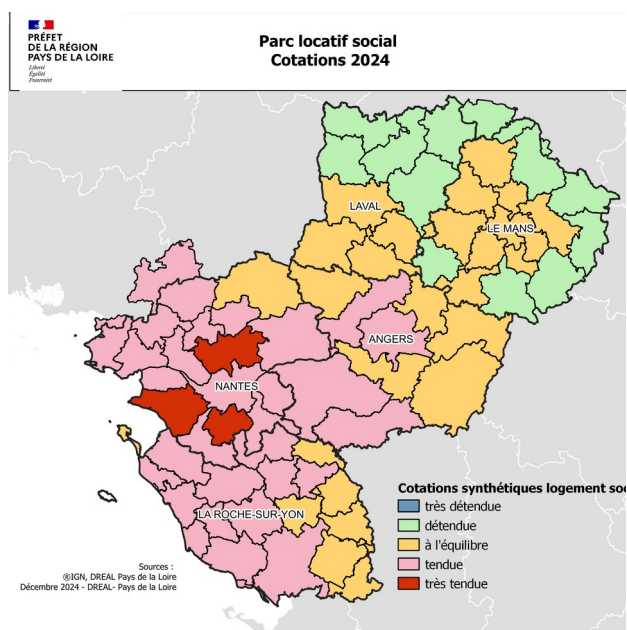 PRÉFET
DE LA RÉGION
PAYS DE LA LOIRE
Liberté
Égalité
Fraternité
Parc locatif social
Cotations 2024
LAVAL
LE MANS
ANGERS
NANTES
LA ROCHE-SUR-YON
Cotations synthétiques logement soc
très détendue
détendue
à l'équilibre
tendue
très tendue
Sources :
®IGN, DREAL Pays de la Loire
Décembre 2024 - DREAL- Pays de la Loire